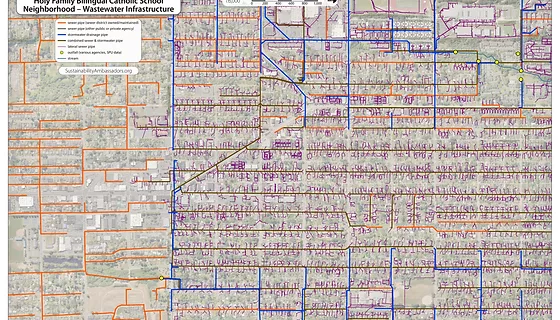 Holy Family Bilingual Catholic School
Neighborhood – Wastewater Infrastructure
sewer pipe (sewer district owned/maintained)
sewer pipe (other public or private agency)
stormwater drainage pipe
combined sewer & stormwater pipe
lateral sewer pipe
outfall (various agencies, SPU data)
stream
SustainabilityAmbassadors.org